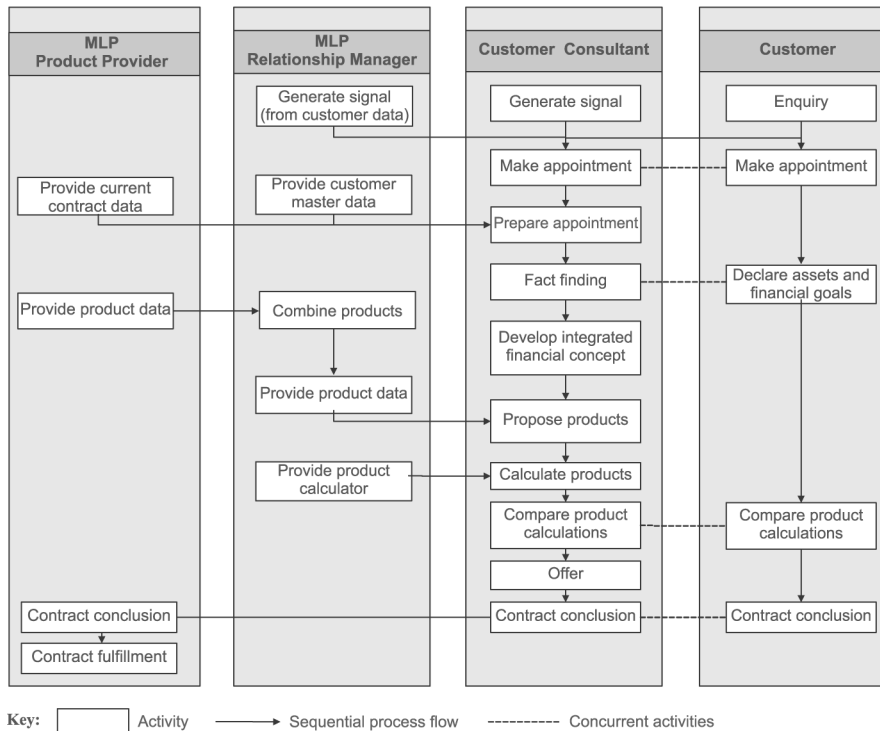 MLP
Product Provider
MLP
Relationship Manager
Customer Consultant
Customer
Generate signal
(from customer data)
Generate signal
Enquiry
Make appointment
Make appointment
Provide current
contract data
Provide customer
master data
Prepare appointment
Fact finding
Declare assets and
financial goals
Provide product data
Combine products
Develop integrated
financial concept
Provide product data
Propose products
Provide product
calculator
Calculate products
Compare product
calculations
Compare product
calculations
Offer
Contract conclusion
Contract conclusion
Contract conclusion
Contract fulfillment
Key:
Activity
Sequential process flow
Concurrent activities